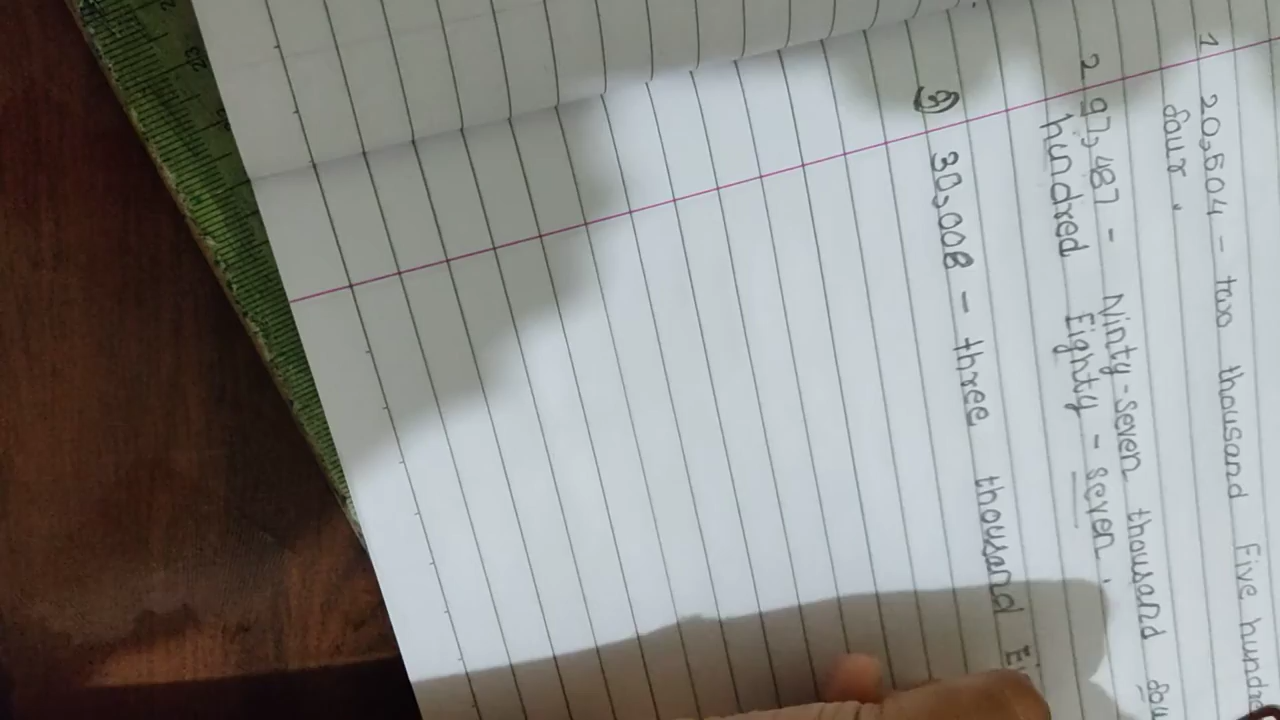 1 20,504 - two thousand Five hundre
four.
2 97,487 - Ninty-seven thousand fou
hundred Eighty-seven.
3) 30,008 - three thousand Ei